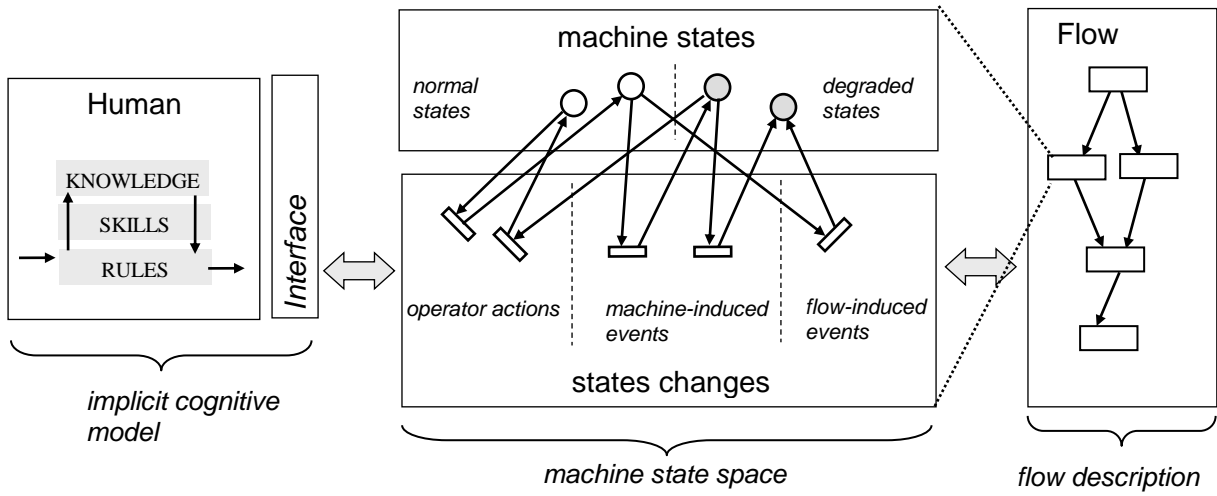 Human
KNOWLEDGE
SKILLS
RULES
Interface
implicit cognitive
model
machine states
normal
states
degraded
states
operator actions
machine-induced
events
flow-induced
events
states changes
machine state space
Flow
flow description